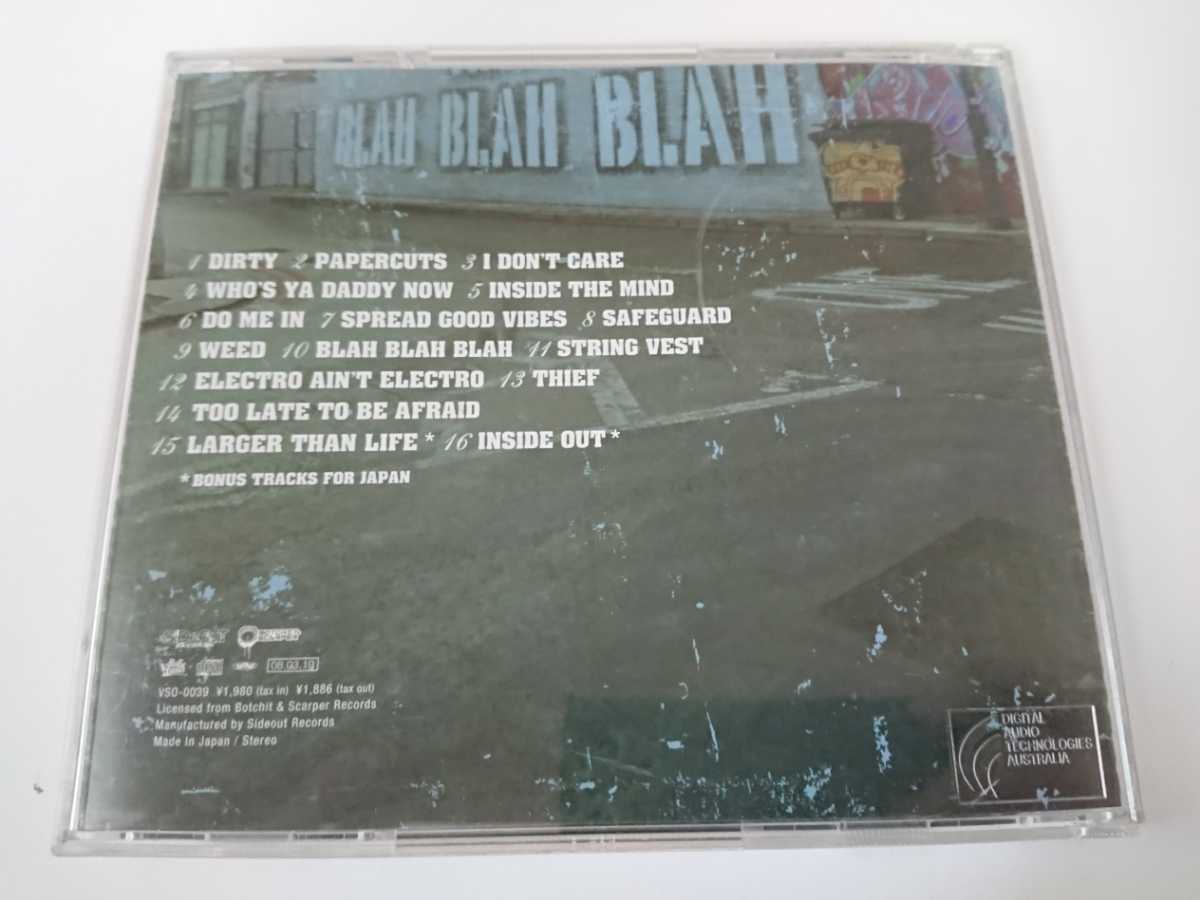 BLAH BLAH BLAH
1 DIRTY 2 PAPERCUTS 3 I DON'T CARE
4 WHO'S YA DADDY NOW 5 INSIDE THE MIND
6 DO ME IN 7 SPREAD GOOD VIBES 8 SAFEGUARD
9 WEED 10 BLAH BLAH BLAH 11 STRING VEST
12 ELECTRO AIN'T ELECTRO 13 THIEF
14 TOO LATE TO BE AFRAID
15 LARGER THAN LIFE* 16 INSIDE OUT*
*BONUS TRACKS FOR JAPAN
VSO-0039 ¥1,980 (tax in) ¥1,886 (tax out)
Licensed from Botchit & Scarper Records
Manufactured by Sideout Records
Made in Japan / Stereo
DIGITAL
AUDIO
TECHNOLOGIES
AUSTRALIA